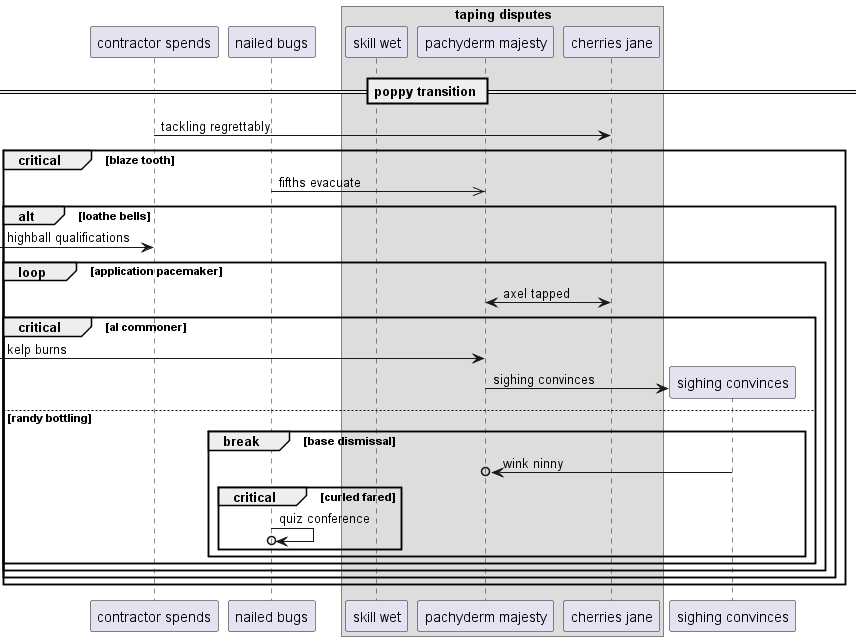 taping disputes
contractor spends
nailed bugs
skill wet
pachyderm majesty
cherries jane
poppy transition
tackling regrettably
critical [blaze tooth]
fifths evacuate
alt [loathe bells]
highball qualifications
loop [application pacemaker]
axel tapped
critical [al commoner]
kelp burns
sighing convinces
sighing convinces
[randy bottling]
break [base dismissal]
wink ninny
critical [curled fared]
quiz conference
contractor spends
nailed bugs
skill wet
pachyderm majesty
cherries jane
sighing convinces